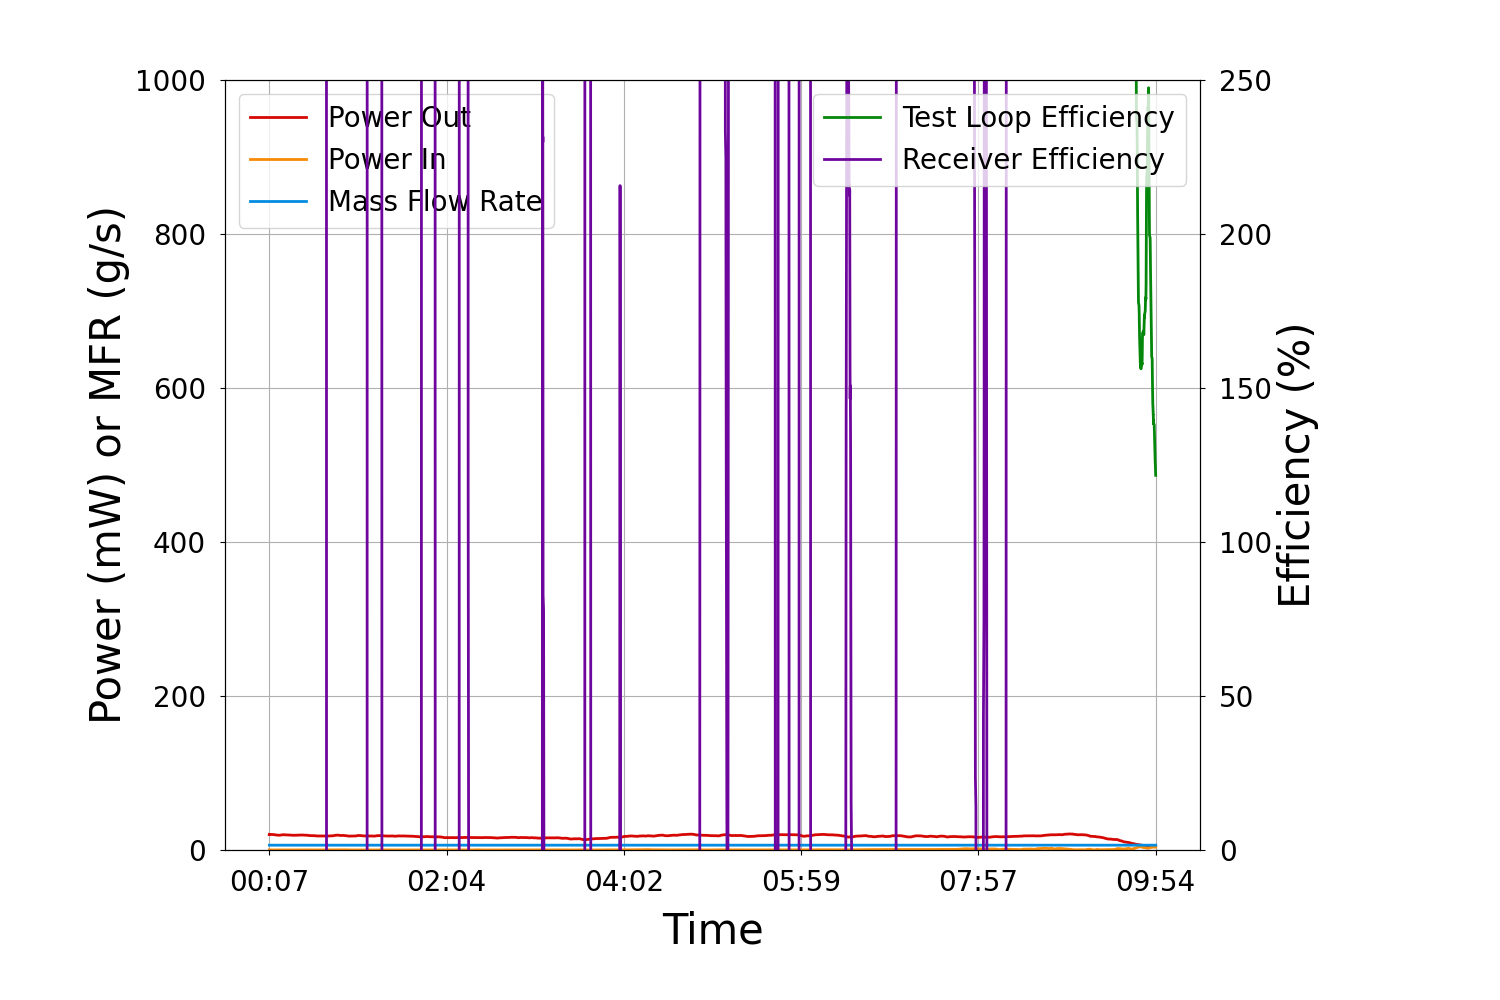 1000
800
600
400
200
0
Power (mW) or MFR (g/s)
Power Out
Power In
Mass Flow Rate
Test Loop Efficiency
Receiver Efficiency
250
200
150
100
50
0
Efficiency (%)
00:07 02:04 04:02 05:59 07:57 09:54
Time